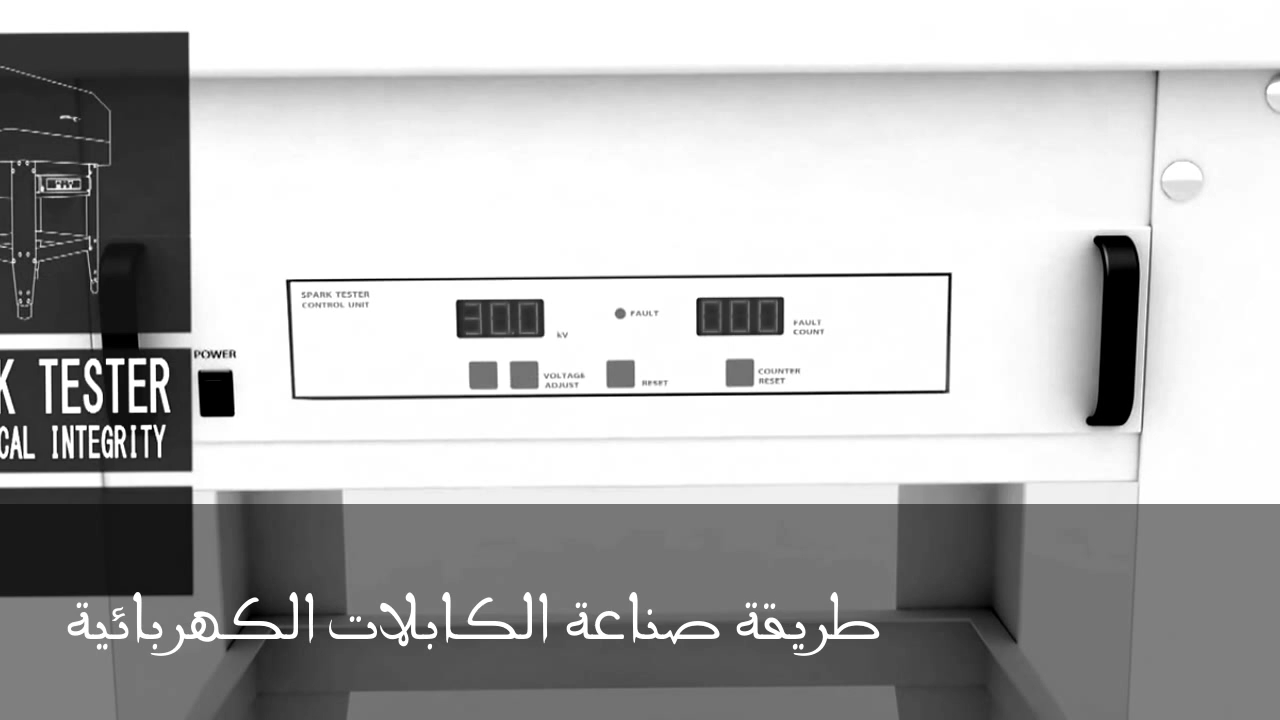 SPARK TESTER
CONTROL UNIT
30.0
kV
FAULT
000
FAULT
COUNT
VOLTAGE
ADJUST
RESET
COUNTER
RESET
POWER
TESTER
INTEGRITY
طريقة صناعة الكابلات الكهربائية